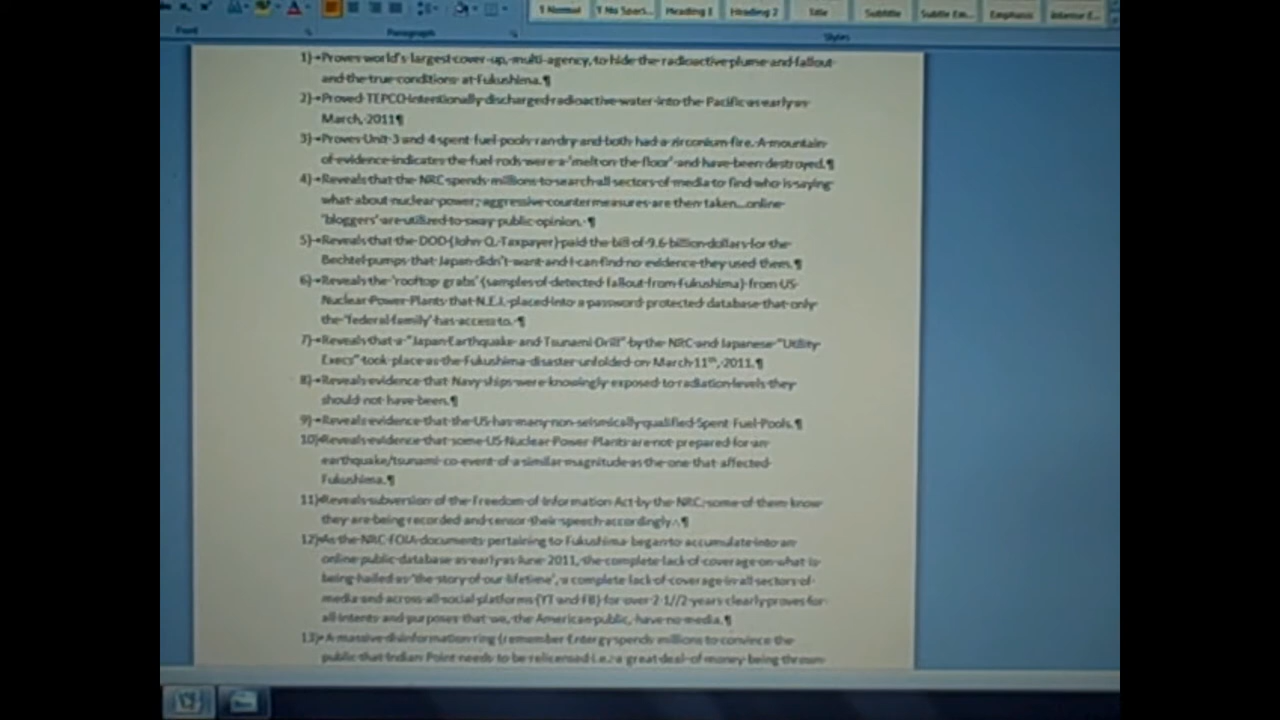 Font
Paragraph
Styles
¶ Normal
¶ No Spaci...
Heading 1
Heading 2
Title
Subtitle
Subtle Em...
Emphasis
Intense E...
1) Proves world's largest cover-up, multi-agency, to hide the radioactive plume and fallout
and the true conditions at Fukushima.¶
2) Proved TEPCO intentionally discharged radioactive water into the Pacific as early as
March, 2011¶
3) Proves Unit 3 and 4 spent fuel pools ran dry and both had a zirconium fire. A mountain
of evidence indicates the fuel rods were a 'melt on the floor' and have been destroyed.¶
4) Reveals that the NRC spends millions to search all sectors of media to find who is saying
what about nuclear power; aggressive countermeasures are then taken...online
'bloggers' are utilized to sway public opinion. ¶
5) Reveals that the DOD (John Q. Taxpayer) paid the bill of 9.6 billion dollars for the
Bechtel pumps that Japan didn't want and I can find no evidence they used them.¶
6) Reveals the 'rooftop grabs' (samples of detected fallout from Fukushima) from US
Nuclear Power Plants that N.E.I. placed into a password protected database that only
the 'federal family' has access to. ¶
7) Reveals that a "Japan Earthquake and Tsunami Drill" by the NRC and Japanese "Utility
Execs" took place as the Fukushima disaster unfolded on March 11th, 2011.¶
8) Reveals evidence that Navy ships were knowingly exposed to radiation levels they
should not have been.¶
9) Reveals evidence that the US has many non-seismically qualified Spent Fuel Pools.¶
10) Reveals evidence that some US Nuclear Power Plants are not prepared for an
earthquake/tsunami co-event of a similar magnitude as the one that affected
Fukushima.¶
11) Reveals subversion of the Freedom of Information Act by the NRC; some of them know
they are being recorded and censor their speech accordingly. ¶
12) As the NRC FOIA documents pertaining to Fukushima began to accumulate into an
online public database as early as June 2011, the complete lack of coverage on what is
being hailed as 'the story of our lifetime', a complete lack of coverage in all sectors of
media and across all social platforms (YT and FB) for over 2 1//2 years clearly proves for
all intents and purposes that we, the American public, have no media.¶
13) A massive disinformation ring (remember Entergy spends millions to convince the
public that Indian Point needs to be relicensed i.e.: a great deal of money being thrown